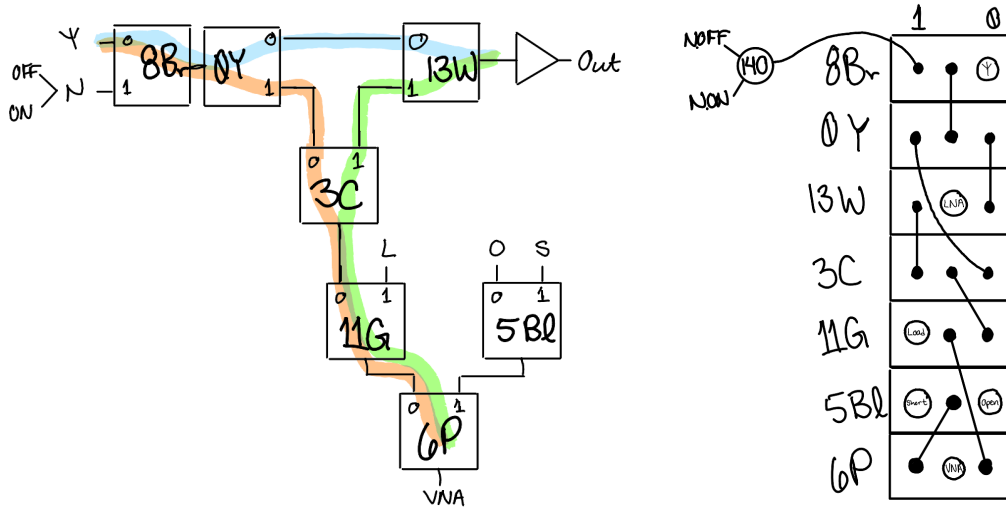 Y 0 8Br 0Y 0 0 13W Out
OFF
ON N 1 1 1
0 1
3C
L O S
0 1 0 1
11G 5Bl
0 1
6P
VNA
1 0
N.OFF 140 8Br Y
N.ON
0Y
13W LNA
3C
11G Load
5Bl Short Open
6P VNA